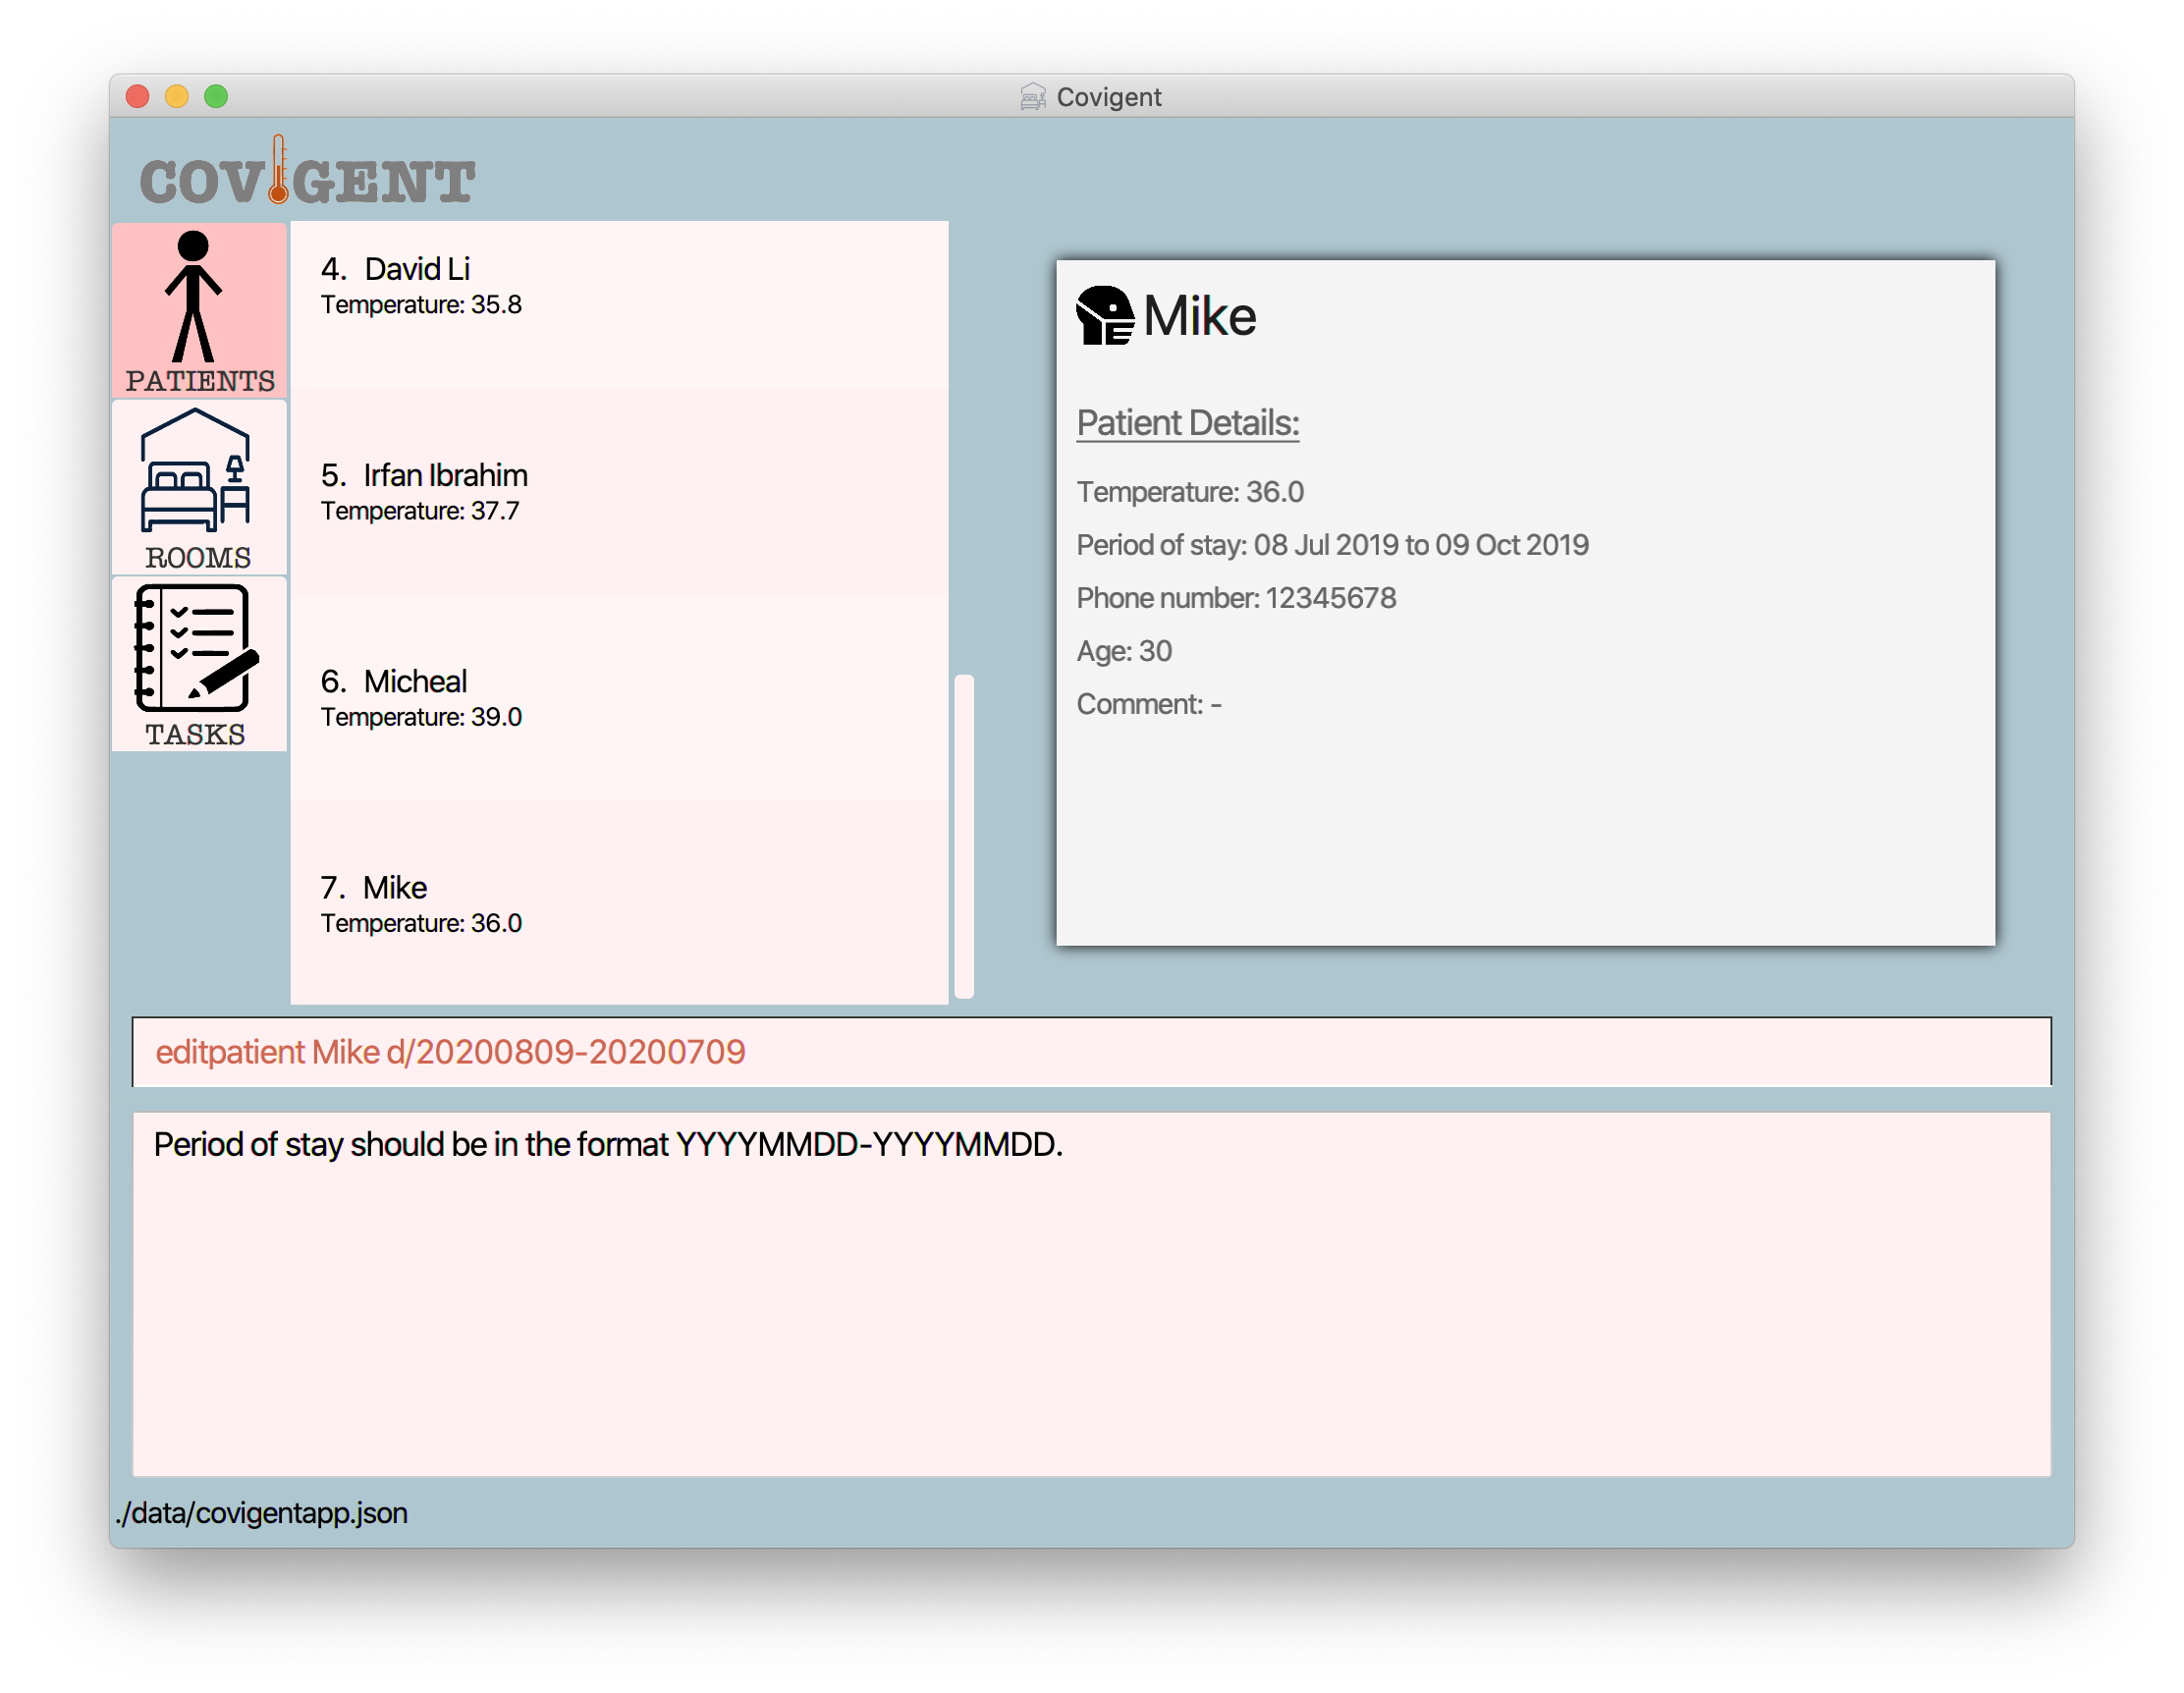 Covigent
COVIGENT
PATIENTS
ROOMS
TASKS
4. David Li
Temperature: 35.8
5. Irfan Ibrahim
Temperature: 37.7
6. Micheal
Temperature: 39.0
7. Mike
Temperature: 36.0
Mike
Patient Details:
Temperature: 36.0
Period of stay: 08 Jul 2019 to 09 Oct 2019
Phone number: 12345678
Age: 30
Comment: -
editpatient Mike d/20200809-20200709
Period of stay should be in the format YYYYMMDD-YYYYMMDD.
./data/covigentapp.json